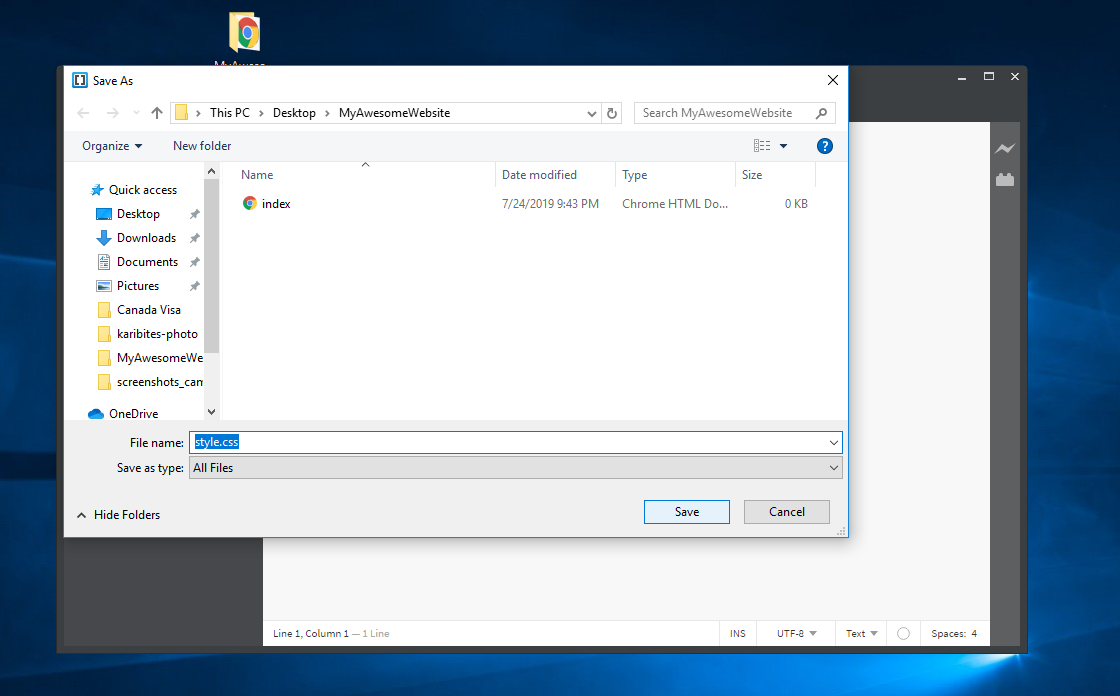 MyAweso
Save As
This PC > Desktop > MyAwesomeWebsite
Search MyAwesomeWebsite
Organize
New folder
?
Name
Date modified
Type
Size
index
7/24/2019 9:43 PM
Chrome HTML Do...
0 KB
Quick access
Desktop
Downloads
Documents
Pictures
Canada Visa
karibites-photo
MyAwesomeWe
screenshots_cam
OneDrive
File name: style.css
Save as type: All Files
Hide Folders
Save
Cancel
Line 1, Column 1 — 1 Line
INS
UTF-8
Text
Spaces: 4